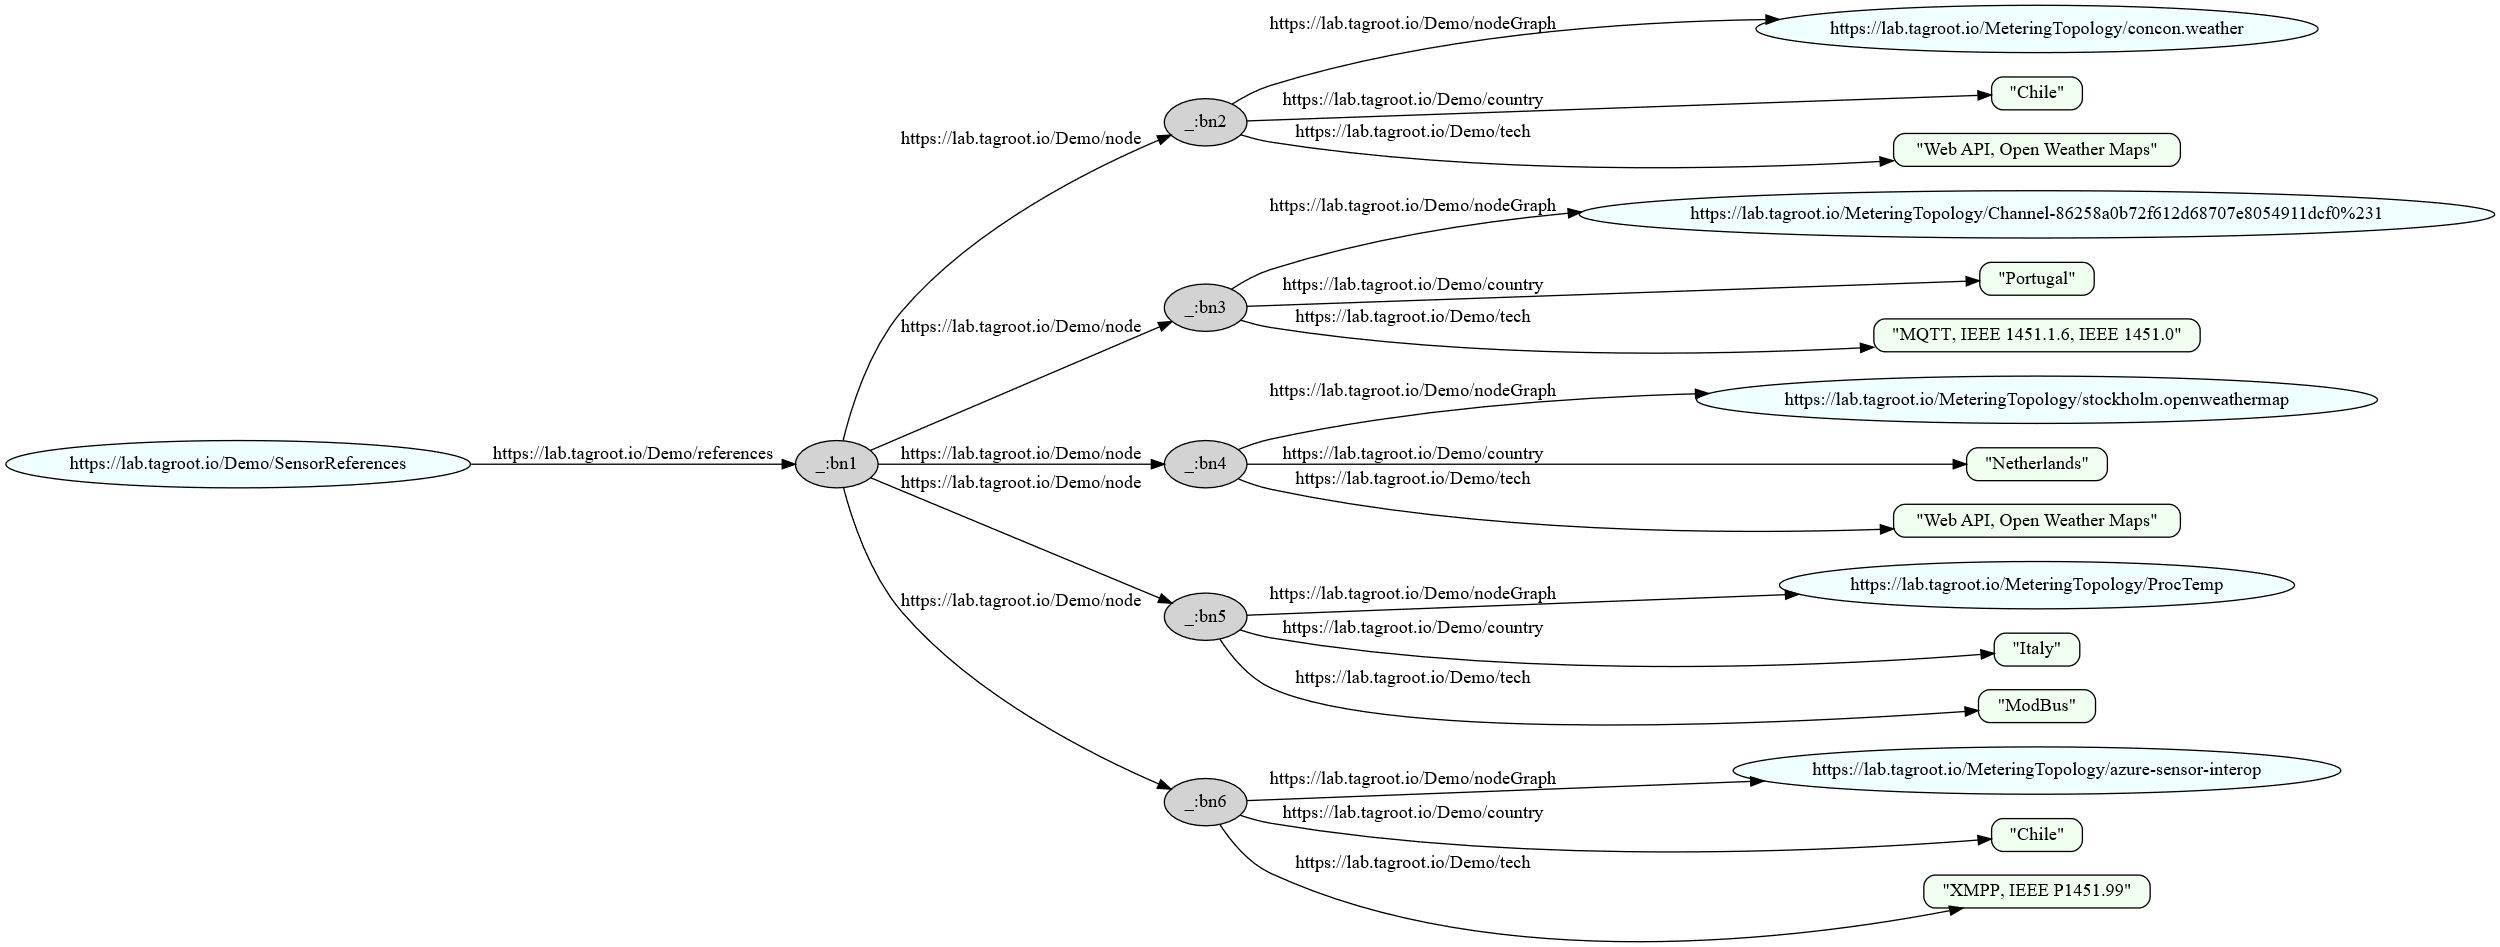 https://lab.tagroot.io/Demo/SensorReferences
https://lab.tagroot.io/Demo/references
_:bn1
https://lab.tagroot.io/Demo/node
_:bn2
https://lab.tagroot.io/Demo/nodeGraph
https://lab.tagroot.io/MeteringTopology/concon.weather
https://lab.tagroot.io/Demo/country
"Chile"
https://lab.tagroot.io/Demo/tech
"Web API, Open Weather Maps"
https://lab.tagroot.io/Demo/node
_:bn3
https://lab.tagroot.io/Demo/nodeGraph
https://lab.tagroot.io/MeteringTopology/Channel-86258a0b72f612d68707e8054911dcf0%231
https://lab.tagroot.io/Demo/country
"Portugal"
https://lab.tagroot.io/Demo/tech
"MQTT, IEEE 1451.1.6, IEEE 1451.0"
https://lab.tagroot.io/Demo/node
_:bn4
https://lab.tagroot.io/Demo/nodeGraph
https://lab.tagroot.io/MeteringTopology/stockholm.openweathermap
https://lab.tagroot.io/Demo/country
"Netherlands"
https://lab.tagroot.io/Demo/tech
"Web API, Open Weather Maps"
https://lab.tagroot.io/Demo/node
_:bn5
https://lab.tagroot.io/Demo/nodeGraph
https://lab.tagroot.io/MeteringTopology/ProcTemp
https://lab.tagroot.io/Demo/country
"Italy"
https://lab.tagroot.io/Demo/tech
"ModBus"
https://lab.tagroot.io/Demo/node
_:bn6
https://lab.tagroot.io/Demo/nodeGraph
https://lab.tagroot.io/MeteringTopology/azure-sensor-interop
https://lab.tagroot.io/Demo/country
"Chile"
https://lab.tagroot.io/Demo/tech
"XMPP, IEEE P1451.99"